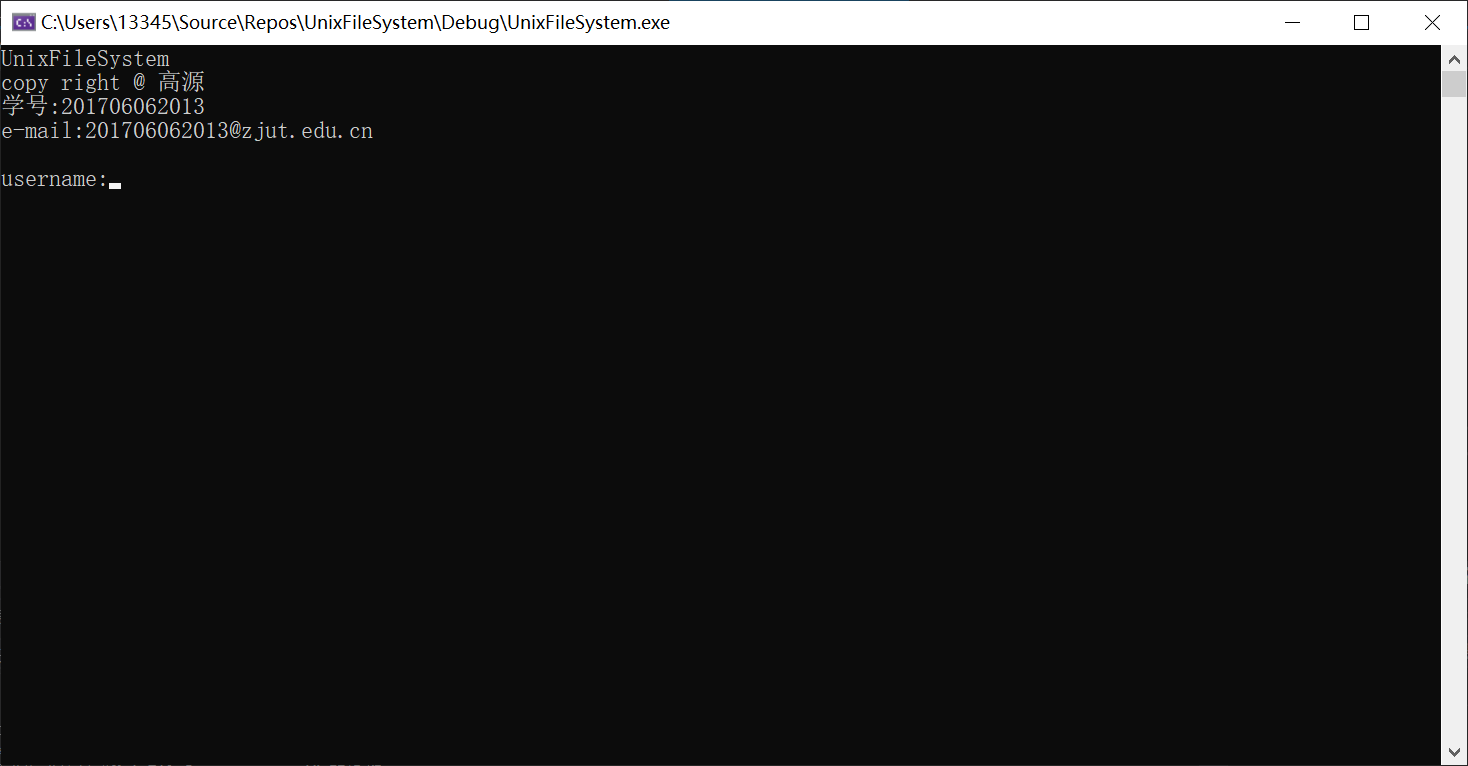 C:\Users\13345\Source\Repos\UnixFileSystem\Debug\UnixFileSystem.exe
UnixFileSystem
copy right @ 高源
学号:201706062013
e-mail:201706062013@zjut.edu.cn
username: